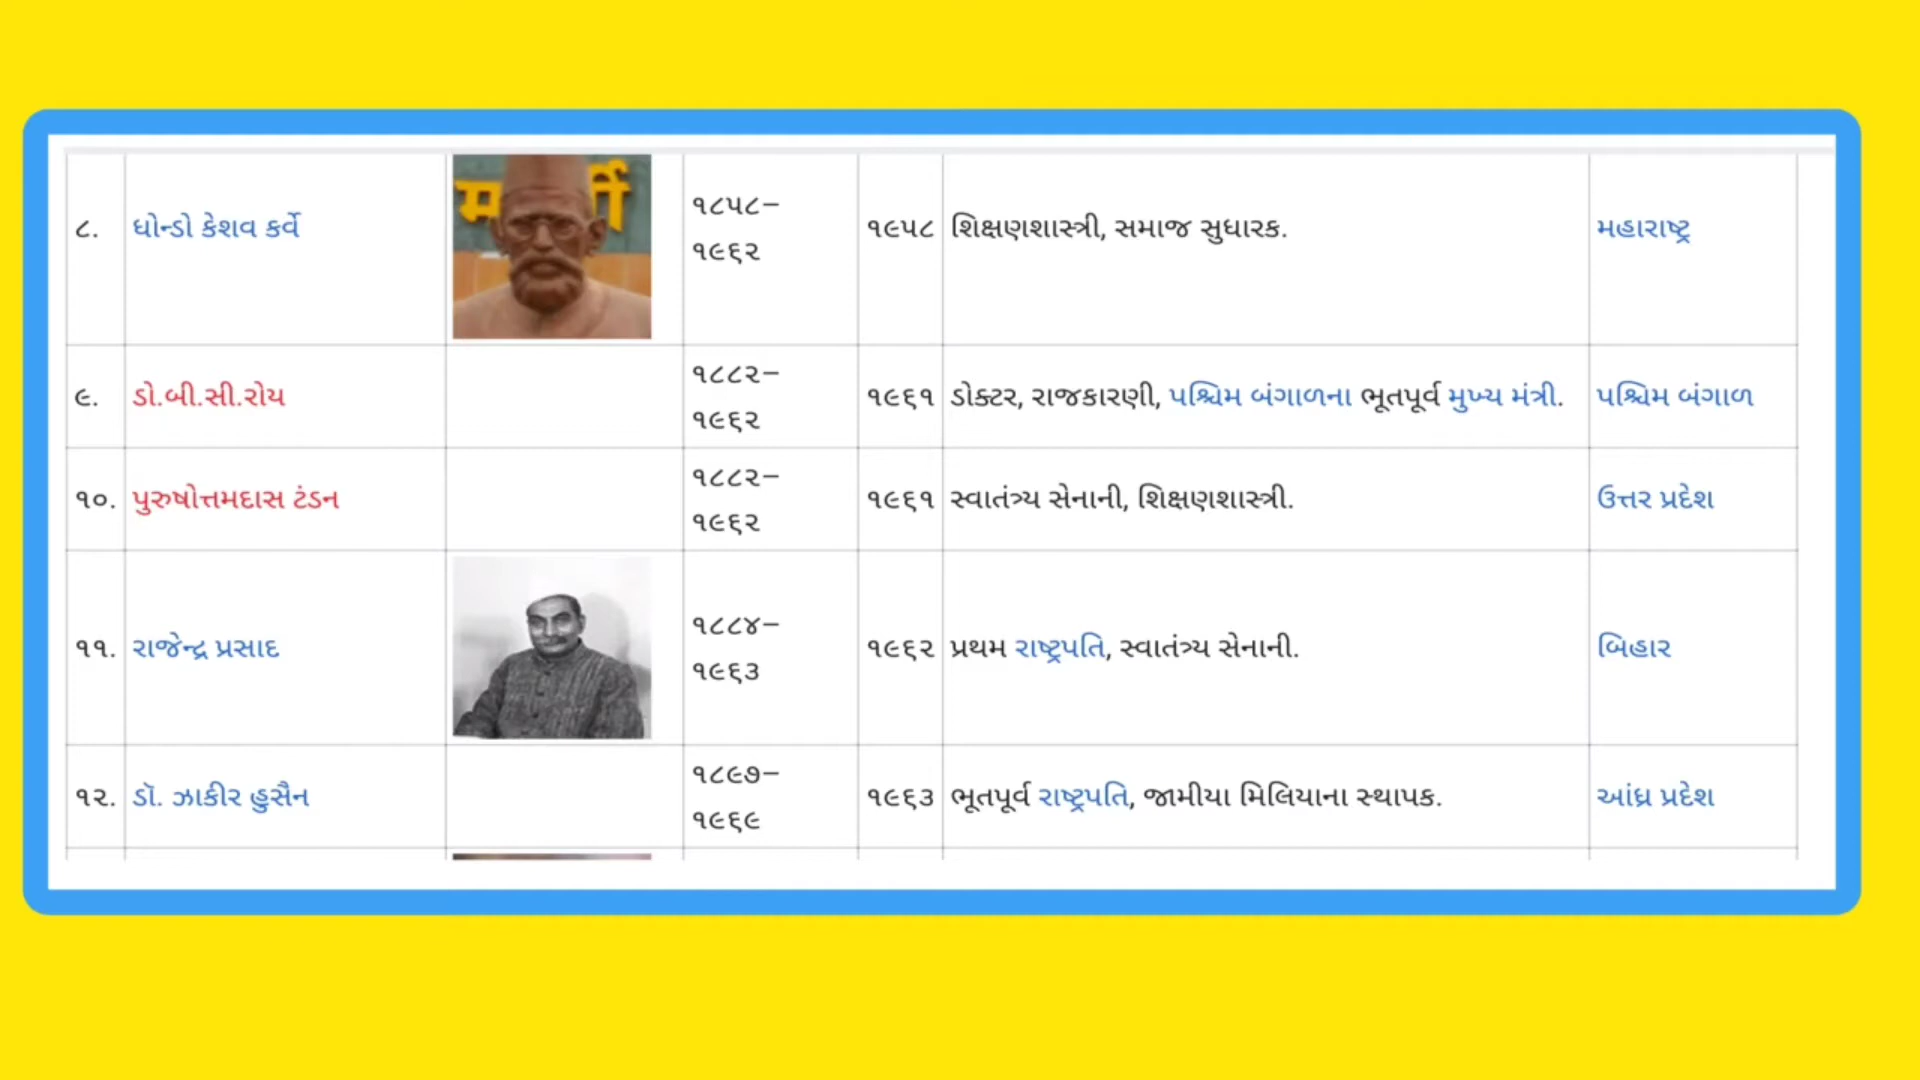 ૮. ધોન્ડો કેશવ કર્વે ૧૮૫૮–
૧૯૬૨ ૧૯૫૮ શિક્ષણશાસ્ત્રી, સમાજ સુધારક. મહારાષ્ટ્ર
૯. ડો.બી.સી.રોય ૧૮૮૨–
૧૯૬૨ ૧૯૬૧ ડોક્ટર, રાજકારણી, પશ્ચિમ બંગાળના ભૂતપૂર્વ મુખ્ય મંત્રી. પશ્ચિમ બંગાળ
૧૦. પુરુષોત્તમદાસ ટંડન ૧૮૮૨–
૧૯૬૨ ૧૯૬૧ સ્વાતંત્ર્ય સેનાની, શિક્ષણશાસ્ત્રી. ઉત્તર પ્રદેશ
૧૧. રાજેન્દ્ર પ્રસાદ ૧૮૮૪–
૧૯૬૩ ૧૯૬૨ પ્રથમ રાષ્ટ્રપતિ, સ્વાતંત્ર્ય સેનાની. બિહાર
૧૨. ડૉ. ઝાકીર હુસૈન ૧૮૯૭–
૧૯૬૯ ૧૯૬૩ ભૂતપૂર્વ રાષ્ટ્રપતિ, જામીયા મિલિયાના સ્થાપક. આંધ્ર પ્રદેશ